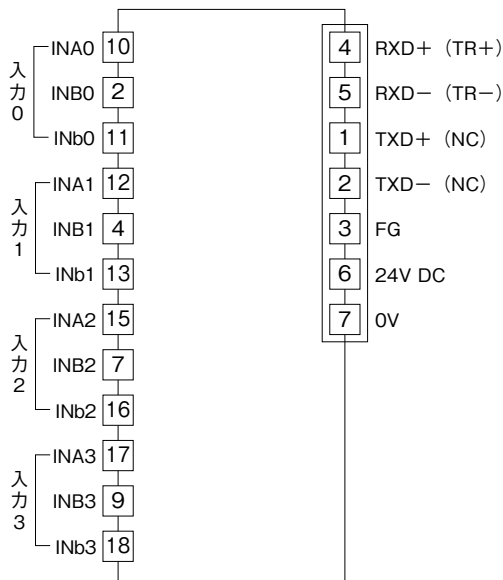 入力0
INA0 10
INB0 2
INb0 11
入力1
INA1 12
INB1 4
INb1 13
入力2
INA2 15
INB2 7
INb2 16
入力3
INA3 17
INB3 9
INb3 18
4 RXD+（TR+）
5 RXD−（TR−）
1 TXD+（NC）
2 TXD−（NC）
3 FG
6 24V DC
7 0V